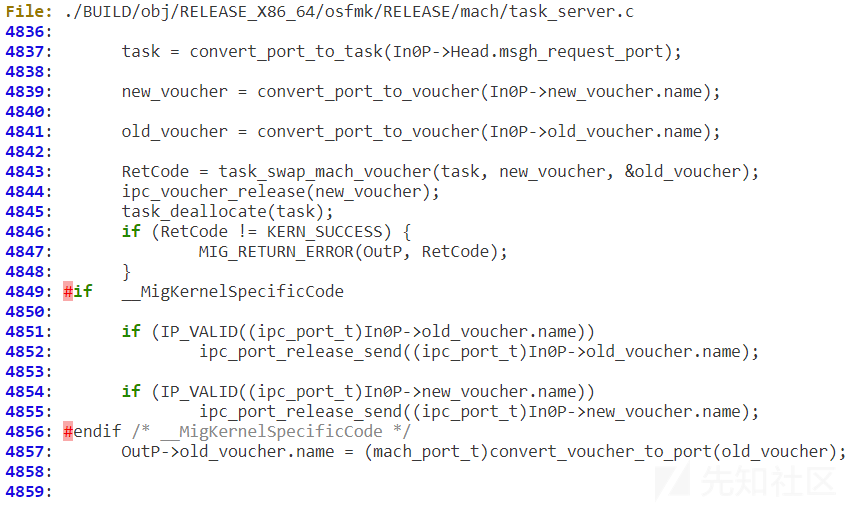 File: ./BUILD/obj/RELEASE_X86_64/osfmk/RELEASE/mach/task_server.c
4836:
4837: task = convert_port_to_task(In0P->Head.msgh_request_port);
4838:
4839: new_voucher = convert_port_to_voucher(In0P->new_voucher.name);
4840:
4841: old_voucher = convert_port_to_voucher(In0P->old_voucher.name);
4842:
4843: RetCode = task_swap_mach_voucher(task, new_voucher, &old_voucher);
4844: ipc_voucher_release(new_voucher);
4845: task_deallocate(task);
4846: if (RetCode != KERN_SUCCESS) {
4847: MIG_RETURN_ERROR(OutP, RetCode);
4848: }
4849: #if __MigKernelSpecificCode
4850:
4851: if (IP_VALID((ipc_port_t)In0P->old_voucher.name))
4852: ipc_port_release_send((ipc_port_t)In0P->old_voucher.name);
4853:
4854: if (IP_VALID((ipc_port_t)In0P->new_voucher.name))
4855: ipc_port_release_send((ipc_port_t)In0P->new_voucher.name);
4856: #endif /* __MigKernelSpecificCode */
4857: OutP->old_voucher.name = (mach_port_t)convert_voucher_to_port(old_voucher);
4858:
4859:
先知社区